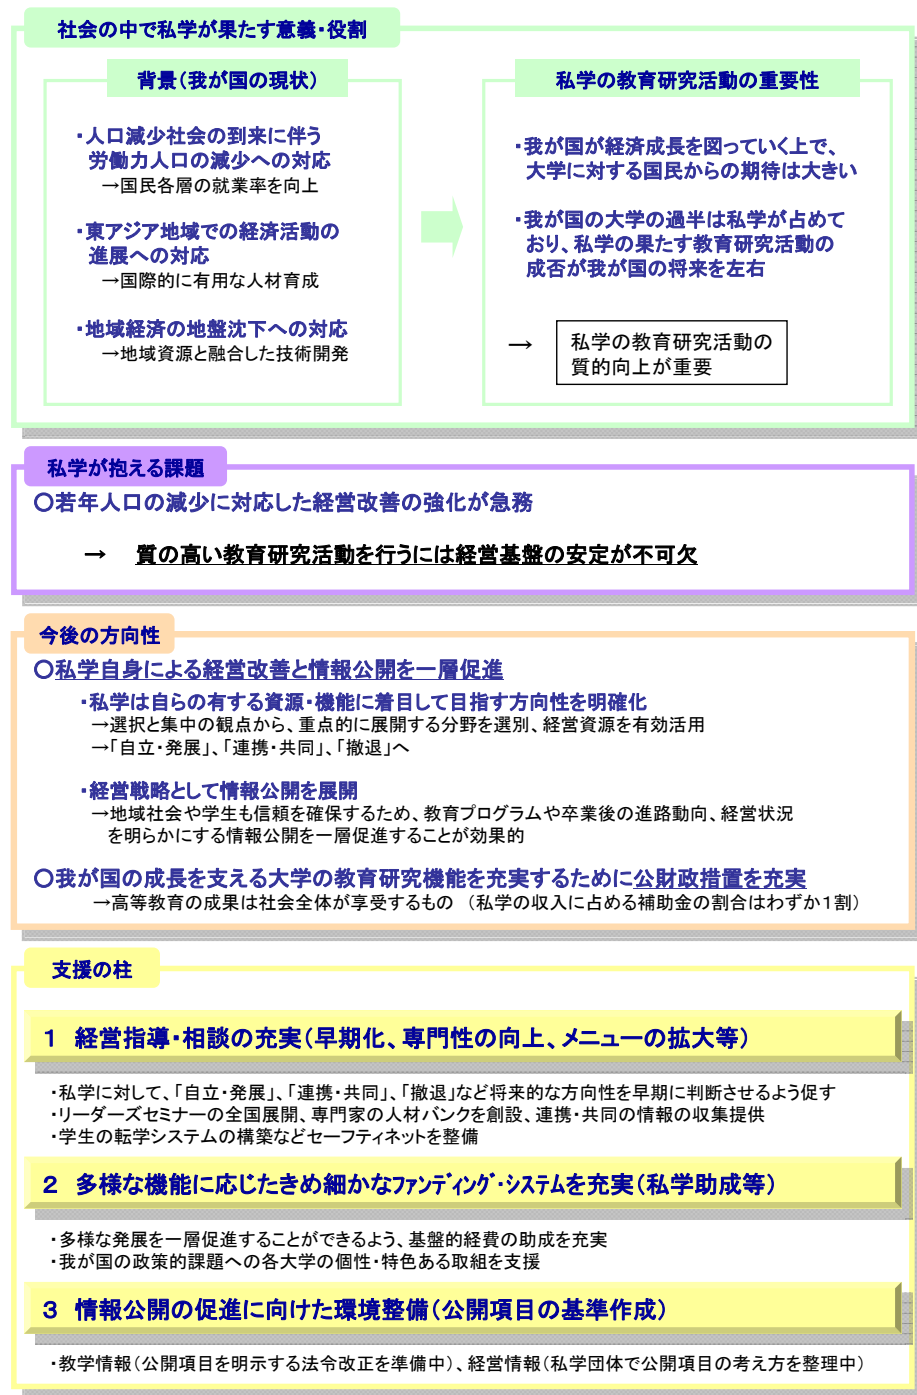 社会の中で私学が果たす意義・役割
背景（我が国の現状）
・人口減少社会の到来に伴う
労働力人口の減少への対応
→国民各層の就業率を向上
・東アジア地域での経済活動の
進展への対応
→国際的に有用な人材育成
・地域経済の地盤沈下への対応
→地域資源と融合した技術開発
私学の教育研究活動の重要性
・我が国が経済成長を図っていく上で、
大学に対する国民からの期待は大きい
・我が国の大学の過半は私学が占めて
おり、私学の果たす教育研究活動の
成否が我が国の将来を左右
→
私学の教育研究活動の
質的向上が重要
私学が抱える課題
○若年人口の減少に対応した経営改善の強化が急務
→ 質の高い教育研究活動を行うには経営基盤の安定が不可欠
今後の方向性
○私学自身による経営改善と情報公開を一層促進
・私学は自らの有する資源・機能に着目して目指す方向性を明確化
→選択と集中の観点から、重点的に展開する分野を選別、経営資源を有効活用
→「自立・発展」、「連携・共同」、「撤退」へ
・経営戦略として情報公開を展開
→地域社会や学生も信頼を確保するため、教育プログラムや卒業後の進路動向、経営状況
を明らかにする情報公開を一層促進することが効果的
○我が国の成長を支える大学の教育研究機能を充実するために公財政措置を充実
→高等教育の成果は社会全体が享受するもの （私学の収入に占める補助金の割合はわずか１割）
支援の柱
１ 経営指導・相談の充実（早期化、専門性の向上、メニューの拡大等）
・私学に対して、「自立・発展」、「連携・共同」、「撤退」など将来的な方向性を早期に判断させるよう促す
・リーダーズセミナーの全国展開、専門家の人材バンクを創設、連携・共同の情報の収集提供
・学生の転学システムの構築などセーフティネットを整備
２ 多様な機能に応じたきめ細かなﾌｧﾝﾃﾞｨﾝｸﾞ・ｼｽﾃﾑを充実（私学助成等）
・多様な発展を一層促進することができるよう、基盤的経費の助成を充実
・我が国の政策的課題への各大学の個性・特色ある取組を支援
３ 情報公開の促進に向けた環境整備（公開項目の基準作成）
・教学情報（公開項目を明示する法令改正を準備中）、経営情報（私学団体で公開項目の考え方を整理中）